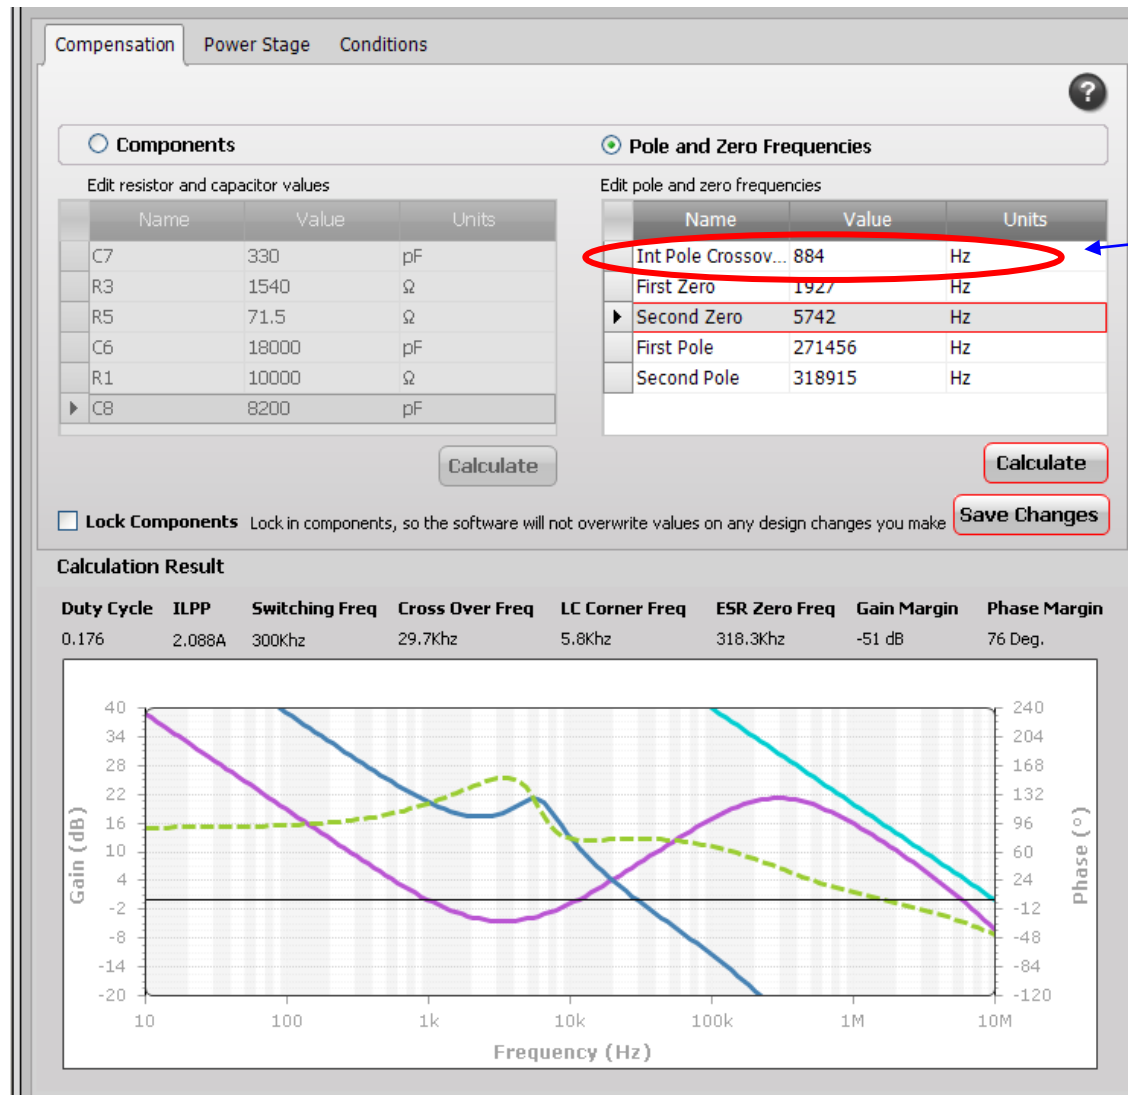 Compensation Power Stage Conditions
?
Components
Pole and Zero Frequencies
Edit resistor and capacitor values
Edit pole and zero frequencies
Name Value Units
C7 330 pF
R3 1540 Ω
R5 71.5 Ω
C6 18000 pF
R1 10000 Ω
C8 8200 pF
Name Value Units
Int Pole Crossov... 884 Hz
First Zero 1927 Hz
Second Zero 5742 Hz
First Pole 271456 Hz
Second Pole 318915 Hz
Calculate
Calculate
Lock Components Lock in components, so the software will not overwrite values on any design changes you make
Save Changes
Calculation Result
Duty Cycle ILPP Switching Freq Cross Over Freq LC Corner Freq ESR Zero Freq Gain Margin Phase Margin
0.176 2.088A 300Khz 29.7Khz 5.8Khz 318.3Khz -51 dB 76 Deg.
40 240
34 204
28 168
22 132
16 96
10 60
4 24
-2 -12
-8 -48
-14 -84
-20 -120
Gain (dB)
Phase (°)
10 100 1k 10k 100k 1M 10M
Frequency (Hz)